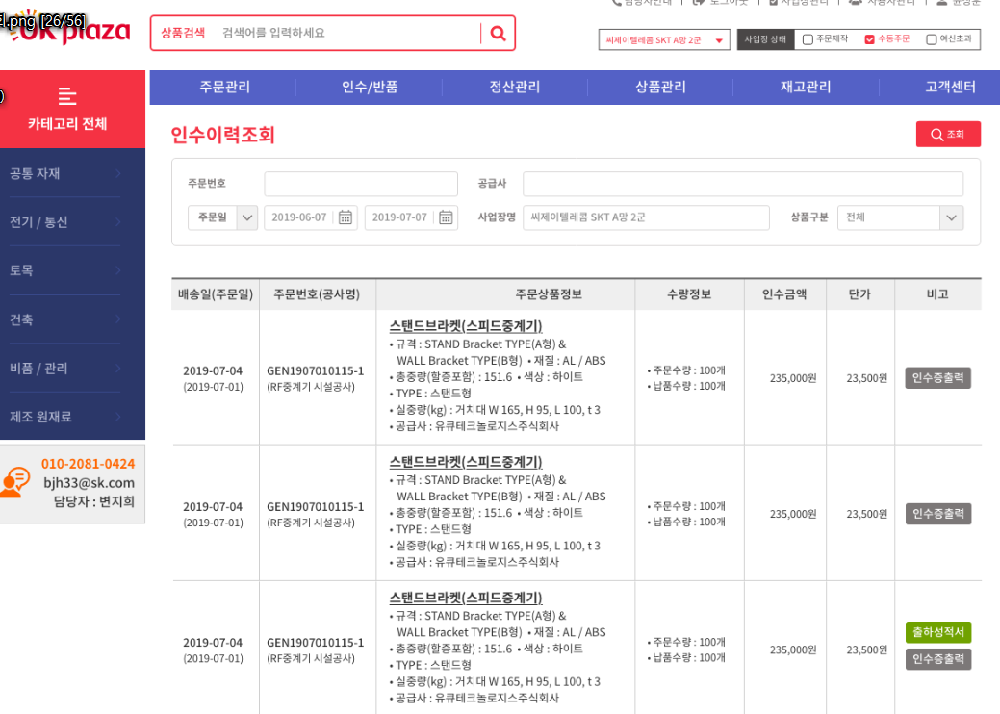 .png [26/56]
OK plaza
상품검색 검색어를 입력하세요
담당자안내 로그아웃 사업장관리 사용자관리
씨제이텔레콤 SKT A망 2군 사업장 상태 주문제작 수동주문 여신초과
카테고리 전체
주문관리 인수/반품 정산관리 상품관리 재고관리 고객센터
공통 자재
전기 / 통신
토목
건축
비품 / 관리
제조 원재료
010-2081-0424
bjh33@sk.com
담당자 : 변지희
인수이력조회
조회
주문번호 공급사
주문일 2019-06-07 2019-07-07 사업장명 씨제이텔레콤 SKT A망 2군 상품구분 전체
배송일(주문일) 주문번호(공사명) 주문상품정보 수량정보 인수금액 단가 비고
스탠드브라켓(스피드중계기)
• 규격 : STAND Bracket TYPE(A형) &
WALL Bracket TYPE(B형) • 재질 : AL / ABS
• 총중량(할증포함) : 151.6 • 색상 : 하이트
• TYPE : 스탠드형
• 실중량(kg) : 거치대 W 165, H 95, L 100, t 3
• 공급사 : 유큐테크놀로지스주식회사
2019-07-04
(2019-07-01)
GEN1907010115-1
(RF중계기 시설공사)
• 주문수량 : 100개
• 납품수량 : 100개
235,000원 23,500원 인수증출력
스탠드브라켓(스피드중계기)
• 규격 : STAND Bracket TYPE(A형) &
WALL Bracket TYPE(B형) • 재질 : AL / ABS
• 총중량(할증포함) : 151.6 • 색상 : 하이트
• TYPE : 스탠드형
• 실중량(kg) : 거치대 W 165, H 95, L 100, t 3
• 공급사 : 유큐테크놀로지스주식회사
2019-07-04
(2019-07-01)
GEN1907010115-1
(RF중계기 시설공사)
• 주문수량 : 100개
• 납품수량 : 100개
235,000원 23,500원 인수증출력
스탠드브라켓(스피드중계기)
• 규격 : STAND Bracket TYPE(A형) &
WALL Bracket TYPE(B형) • 재질 : AL / ABS
• 총중량(할증포함) : 151.6 • 색상 : 하이트
• TYPE : 스탠드형
• 실중량(kg) : 거치대 W 165, H 95, L 100, t 3
• 공급사 : 유큐테크놀로지스주식회사
2019-07-04
(2019-07-01)
GEN1907010115-1
(RF중계기 시설공사)
• 주문수량 : 100개
• 납품수량 : 100개
235,000원 23,500원 출하성적서
인수증출력